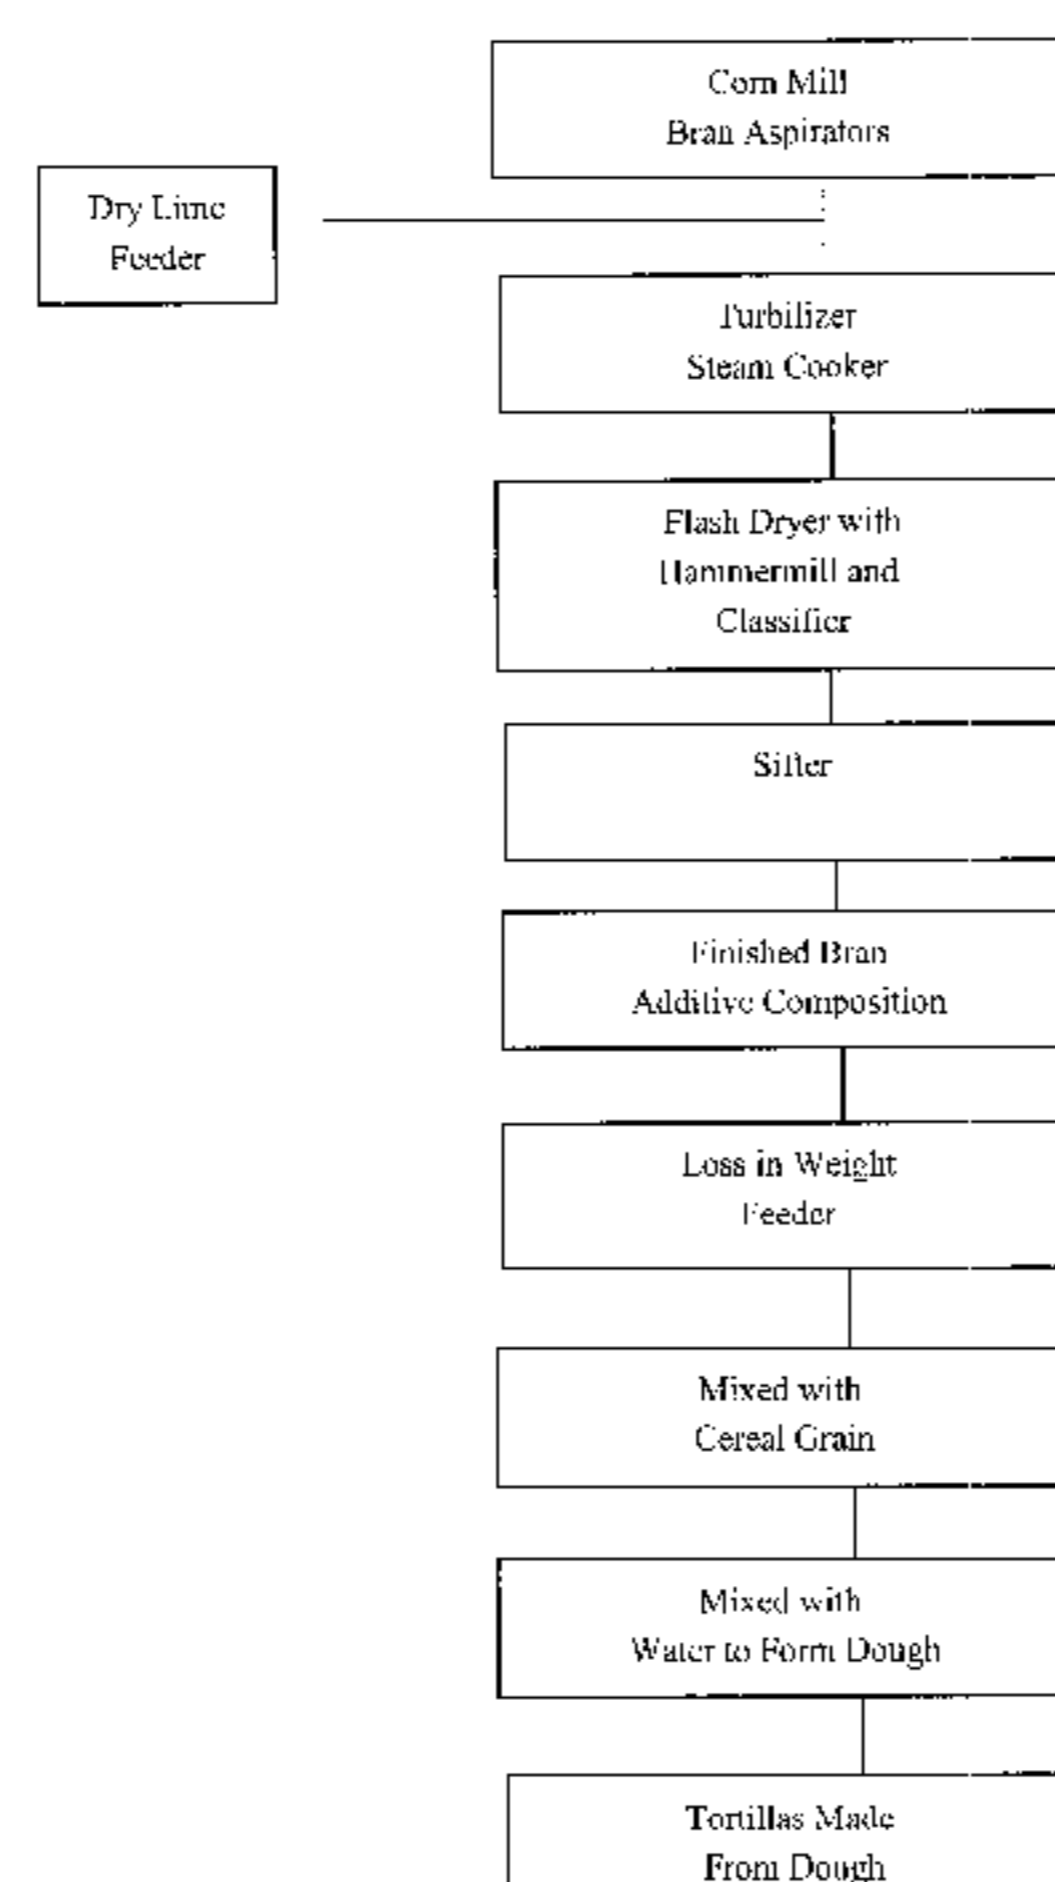 Corn Mill
Bran Aspirators
Dry Lime
Feeder
Turbilizer
Steam Cooker
Flash Dryer with
Hammermill and
Classifier
Sifter
Finished Bran
Additive Composition
Loss in Weight
Feeder
Mixed with
Cereal Grain
Mixed with
Water to Form Dough
Tortillas Made
From Dough